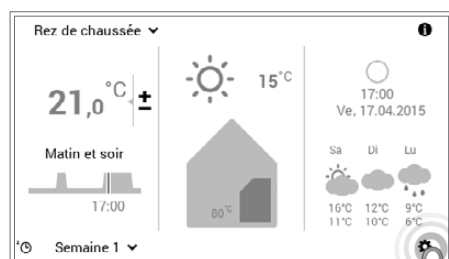 Rez de chaussée
21,0°C ±
Matin et soir
17:00
15°C
17:00
Ve, 17.04.2015
Sa Di Lu
16°C 12°C 9°C
11°C 10°C 6°C
Semaine 1